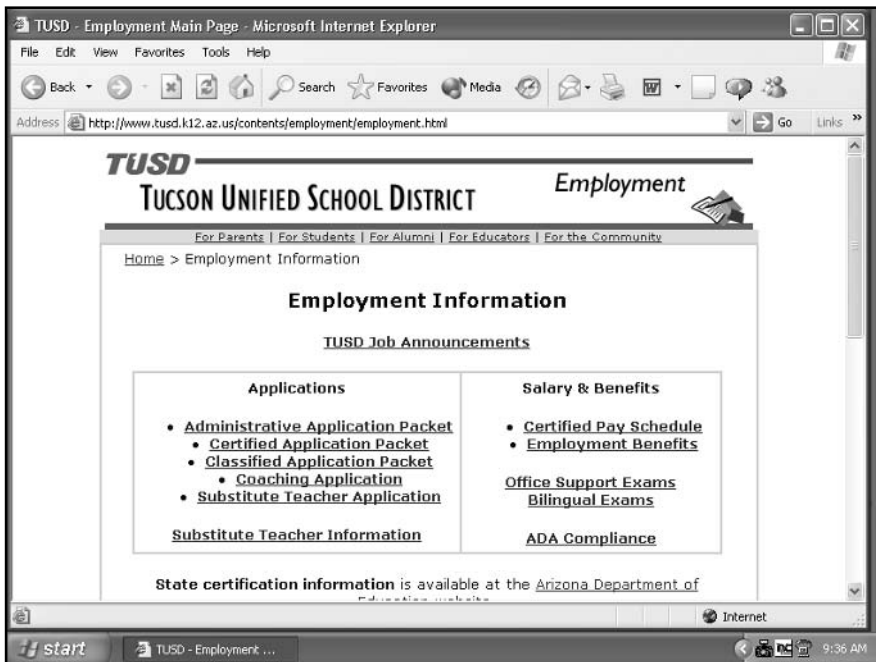 TUSD - Employment Main Page - Microsoft Internet Explorer
File Edit View Favorites Tools Help
Back Search Favorites Media
Address http://www.tusd.k12.az.us/contents/employment/employment.html Go Links »
TUSD
TUCSON UNIFIED SCHOOL DISTRICT Employment
For Parents | For Students | For Alumni | For Educators | For the Community
Home > Employment Information
Employment Information
TUSD Job Announcements
Applications
• Administrative Application Packet
• Certified Application Packet
• Classified Application Packet
• Coaching Application
• Substitute Teacher Application
Substitute Teacher Information
Salary & Benefits
• Certified Pay Schedule
• Employment Benefits
Office Support Exams
Bilingual Exams
ADA Compliance
State certification information is available at the Arizona Department of
Education website
Internet
start TUSD - Employment ... 9:36 AM